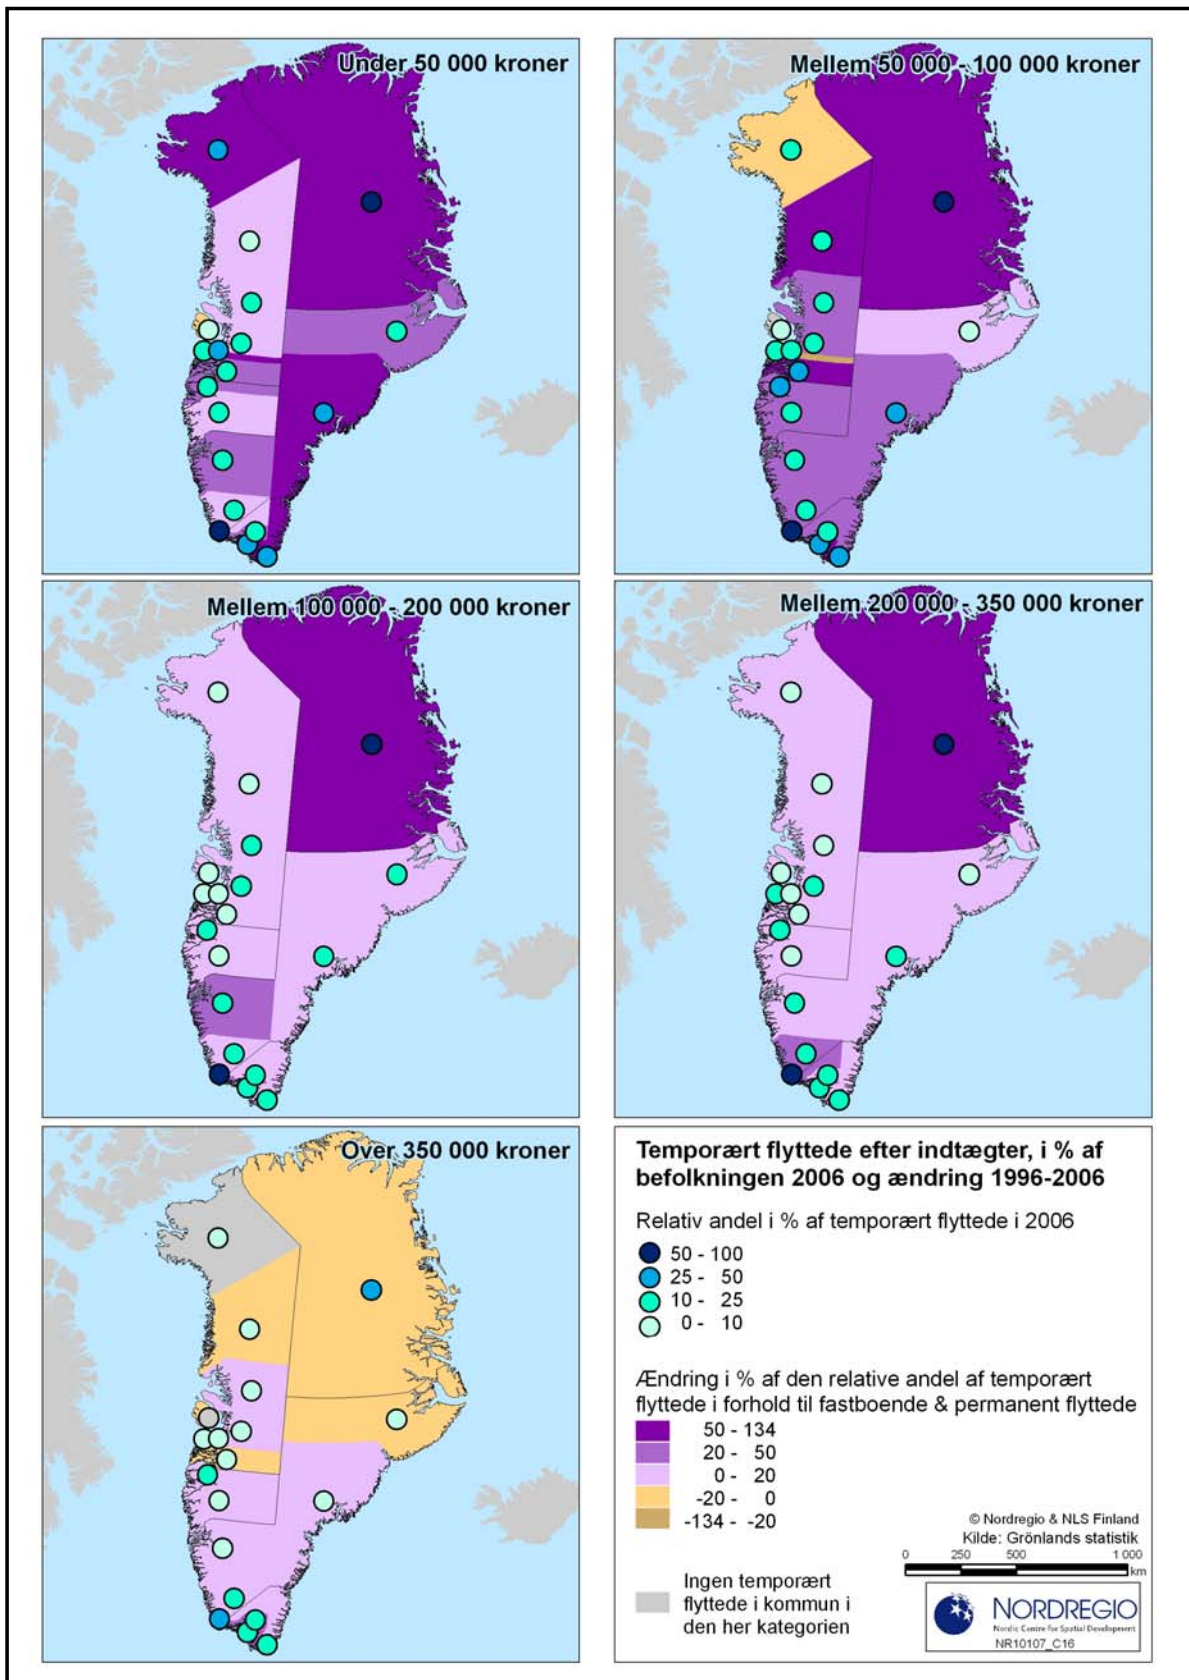 Under 50 000 kroner
Mellem 50 000 - 100 000 kroner
Mellem 100 000 - 200 000 kroner
Mellem 200 000 - 350 000 kroner
Over 350 000 kroner
Temporært flyttede efter indtægter, i % af
befolkningen 2006 og ændring 1996-2006
Relativ andel i % af temporært flyttede i 2006
50 - 100
25 - 50
10 - 25
0 - 10
Ændring i % af den relative andel af temporært
flyttede i forhold til fastboende & permanent flyttede
50 - 134
20 - 50
0 - 20
-20 - 0
-134 - -20
Ingen temporært
flyttede i kommun i
den her kategorien
© Nordregio & NLS Finland
Kilde: Grönlands statistik
0 250 500 1 000
km
NORDREGIO
Nordic Centre for Spatial Development
NR10107_C16